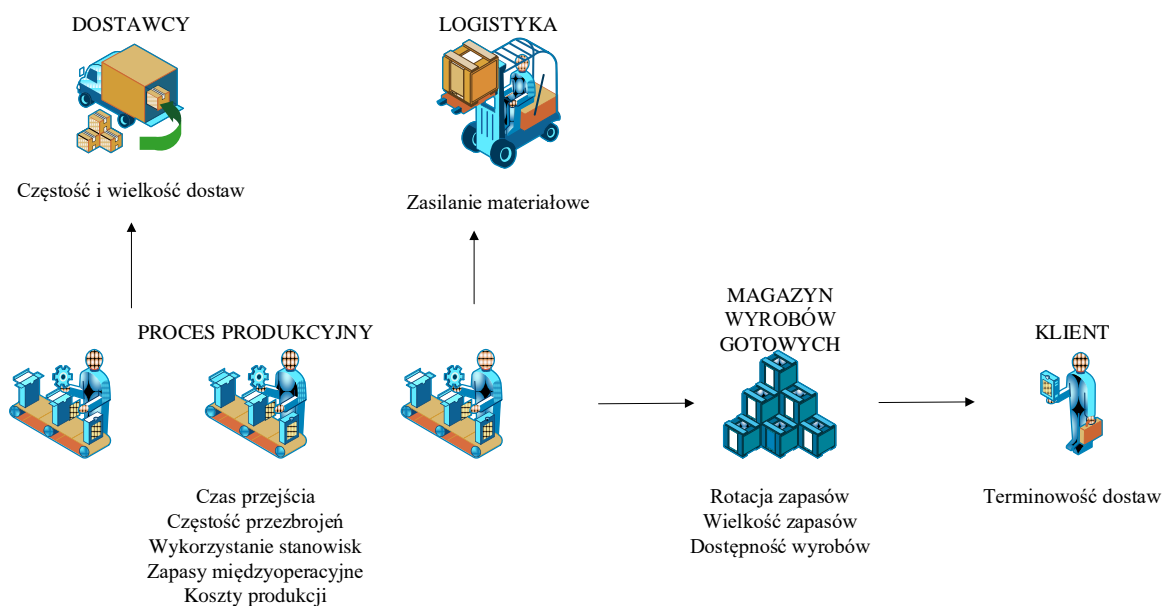 DOSTAWCY
LOGISTYKA
Częstość i wielkość dostaw
Zasilanie materiałowe
PROCES PRODUKCYJNY
MAGAZYN
WYROBÓW
GOTOWYCH
KLIENT
Czas przejścia
Częstość przezbrojeń
Wykorzystanie stanowisk
Zapasy międzyoperacyjne
Koszty produkcji
Rotacja zapasów
Wielkość zapasów
Dostępność wyrobów
Terminowość dostaw